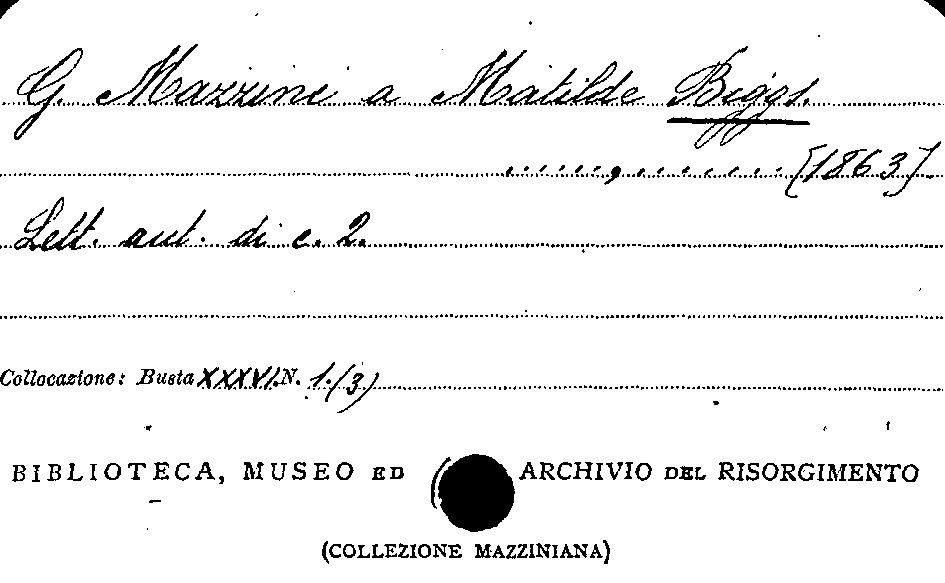 G. Mazzini a Matilde Biggs.
......, ....... [1863]
Lett. aut. di c. 2.
Collocazione: Busta XXXVI. N. 1.(3)
BIBLIOTECA, MUSEO ED ARCHIVIO DEL RISORGIMENTO
(COLLEZIONE MAZZINIANA)